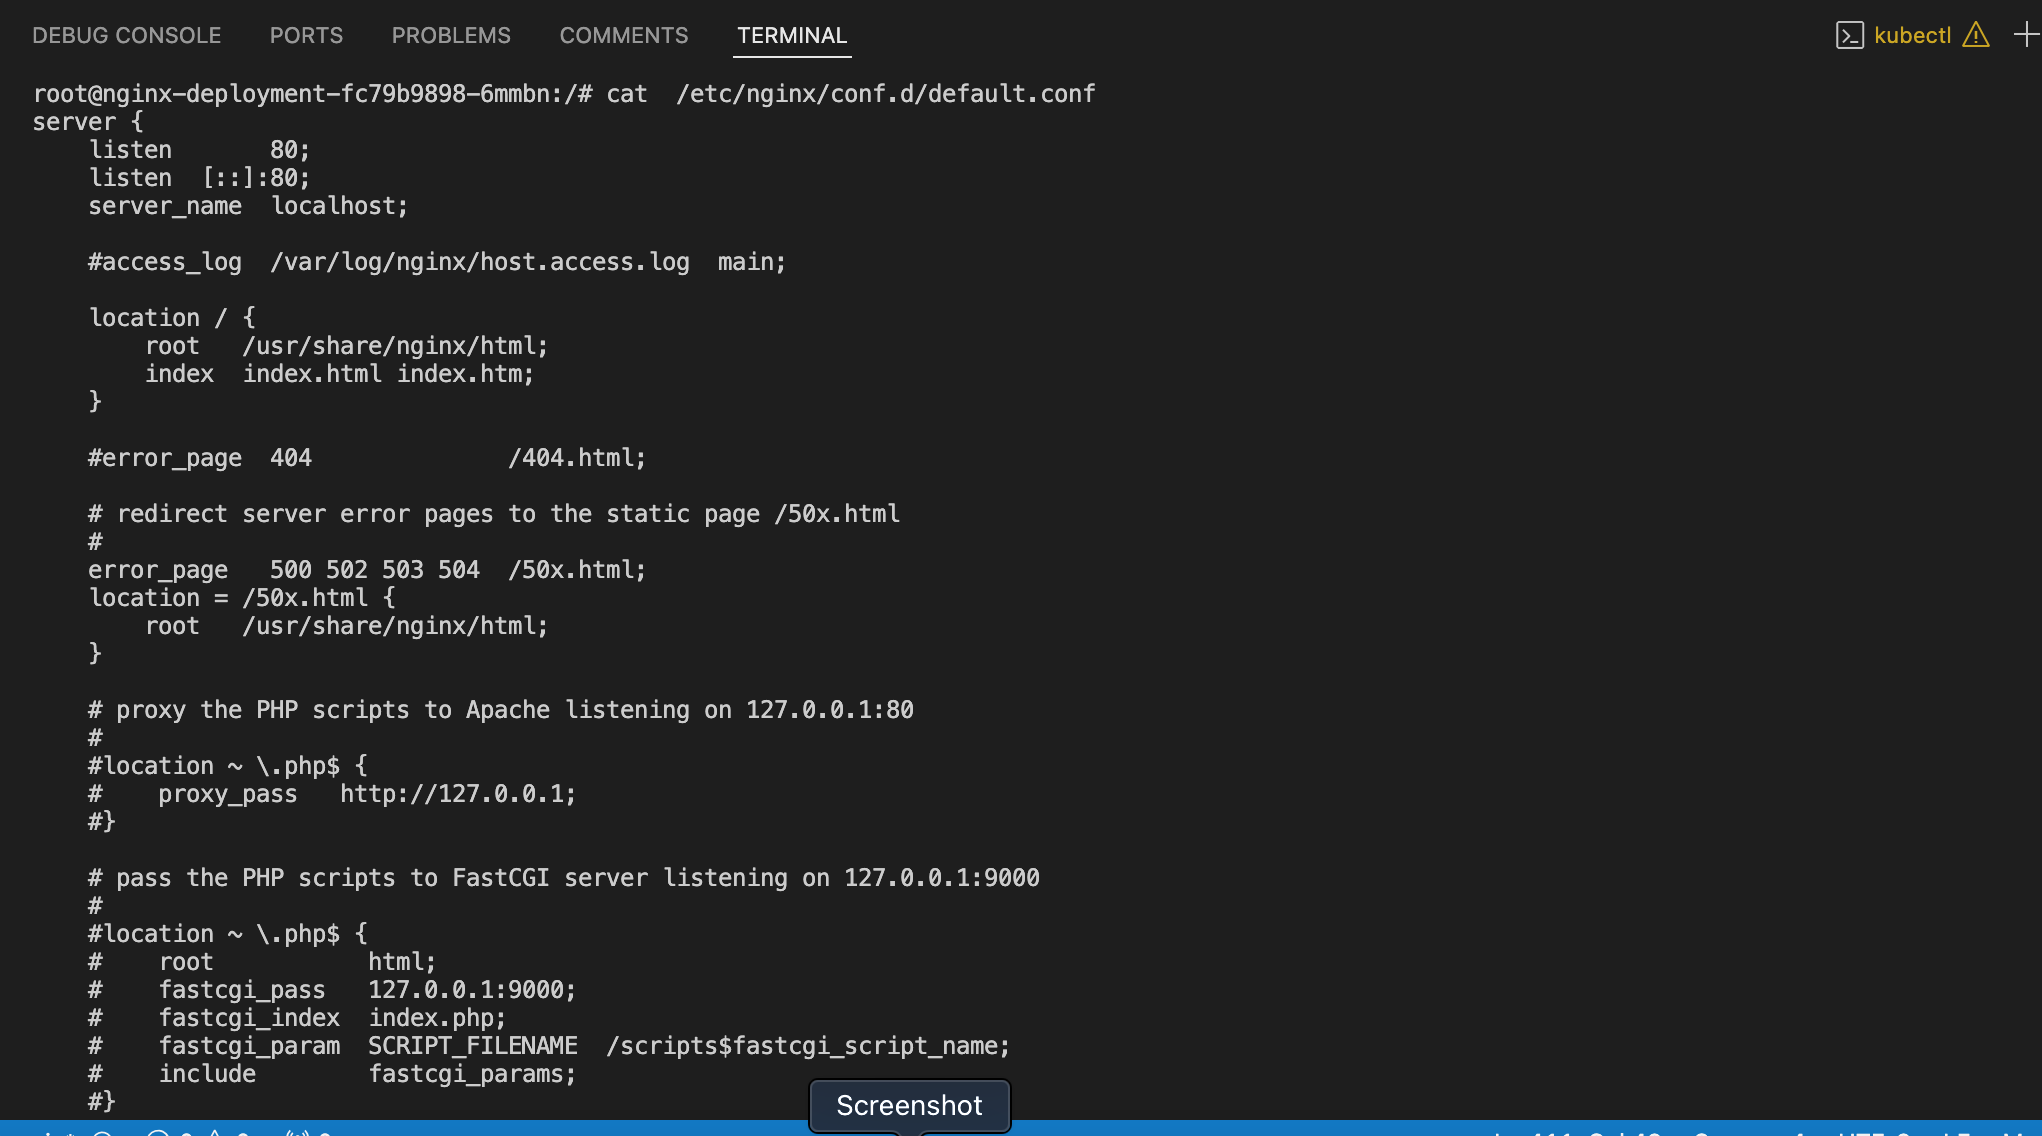 DEBUG CONSOLE PORTS PROBLEMS COMMENTS TERMINAL kubectl
root@nginx-deployment-fc79b9898-6mmbn:/# cat  /etc/nginx/conf.d/default.conf
server {
    listen       80;
    listen  [::]:80;
    server_name  localhost;

    #access_log  /var/log/nginx/host.access.log  main;

    location / {
        root   /usr/share/nginx/html;
        index  index.html index.htm;
    }

    #error_page  404              /404.html;

    # redirect server error pages to the static page /50x.html
    #
    error_page   500 502 503 504  /50x.html;
    location = /50x.html {
        root   /usr/share/nginx/html;
    }

    # proxy the PHP scripts to Apache listening on 127.0.0.1:80
    #
    #location ~ \.php$ {
    #    proxy_pass   http://127.0.0.1;
    #}

    # pass the PHP scripts to FastCGI server listening on 127.0.0.1:9000
    #
    #location ~ \.php$ {
    #    root           html;
    #    fastcgi_pass   127.0.0.1:9000;
    #    fastcgi_index  index.php;
    #    fastcgi_param  SCRIPT_FILENAME  /scripts$fastcgi_script_name;
    #    include        fastcgi_params;
    #}
Screenshot